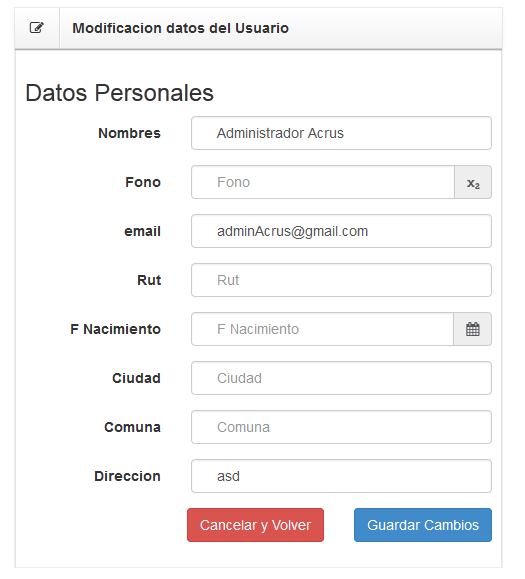 Modificacion datos del Usuario
Datos Personales
Nombres Administrador Acrus
Fono Fono x₂
email adminAcrus@gmail.com
Rut Rut
F Nacimiento F Nacimiento
Ciudad Ciudad
Comuna Comuna
Direccion asd
Cancelar y Volver Guardar Cambios